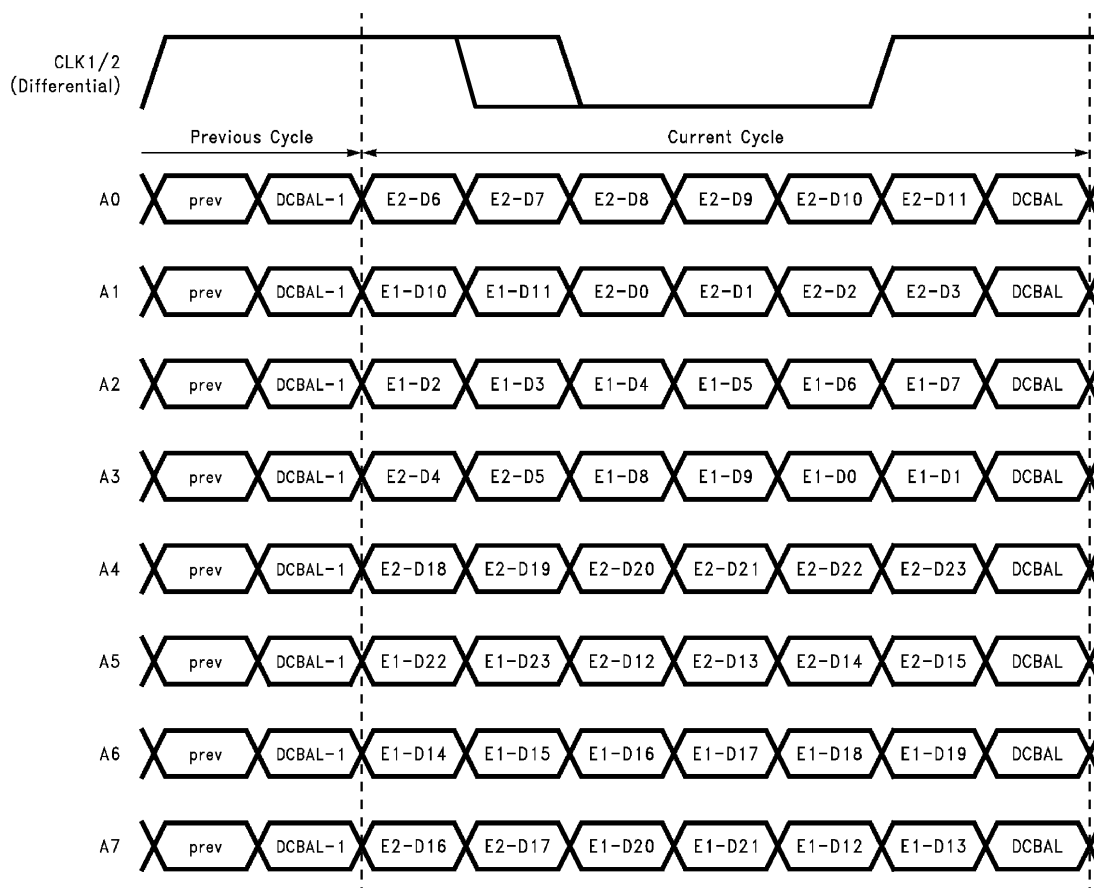 CLK1/2
(Differential)
Previous Cycle Current Cycle
A0 prev DCBAL-1 E2-D6 E2-D7 E2-D8 E2-D9 E2-D10 E2-D11 DCBAL
A1 prev DCBAL-1 E1-D10 E1-D11 E2-D0 E2-D1 E2-D2 E2-D3 DCBAL
A2 prev DCBAL-1 E1-D2 E1-D3 E1-D4 E1-D5 E1-D6 E1-D7 DCBAL
A3 prev DCBAL-1 E2-D4 E2-D5 E1-D8 E1-D9 E1-D0 E1-D1 DCBAL
A4 prev DCBAL-1 E2-D18 E2-D19 E2-D20 E2-D21 E2-D22 E2-D23 DCBAL
A5 prev DCBAL-1 E1-D22 E1-D23 E2-D12 E2-D13 E2-D14 E2-D15 DCBAL
A6 prev DCBAL-1 E1-D14 E1-D15 E1-D16 E1-D17 E1-D18 E1-D19 DCBAL
A7 prev DCBAL-1 E2-D16 E2-D17 E1-D20 E1-D21 E1-D12 E1-D13 DCBAL